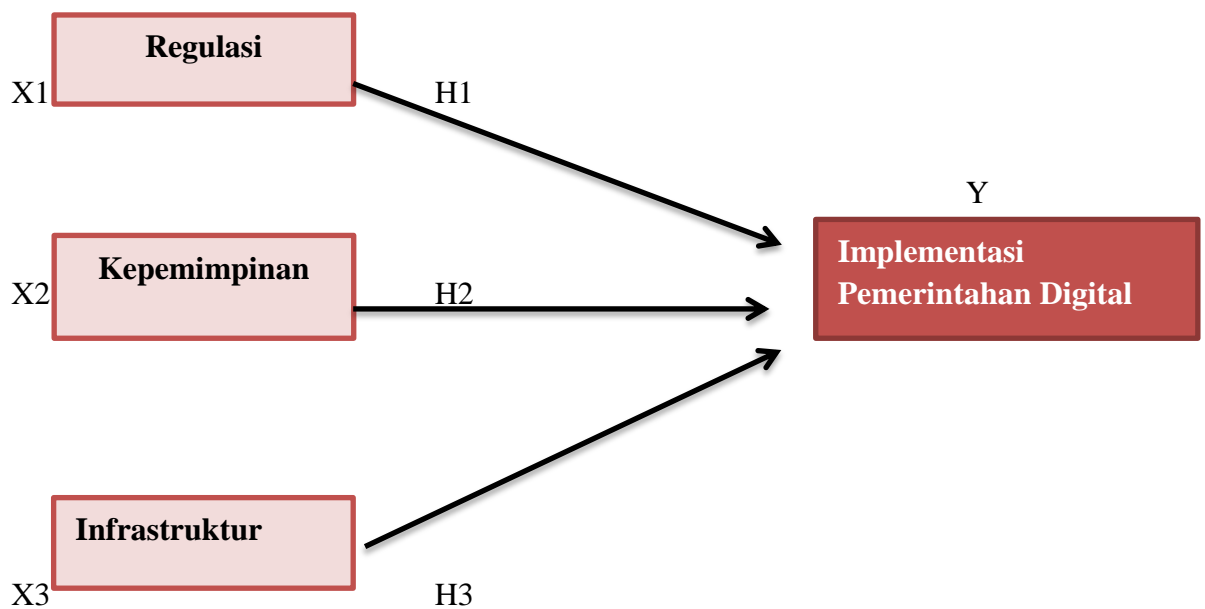 Regulasi
X1
H1
Y
Implementasi
Pemerintahan Digital
Kepemimpinan
X2
H2
Infrastruktur
X3
H3